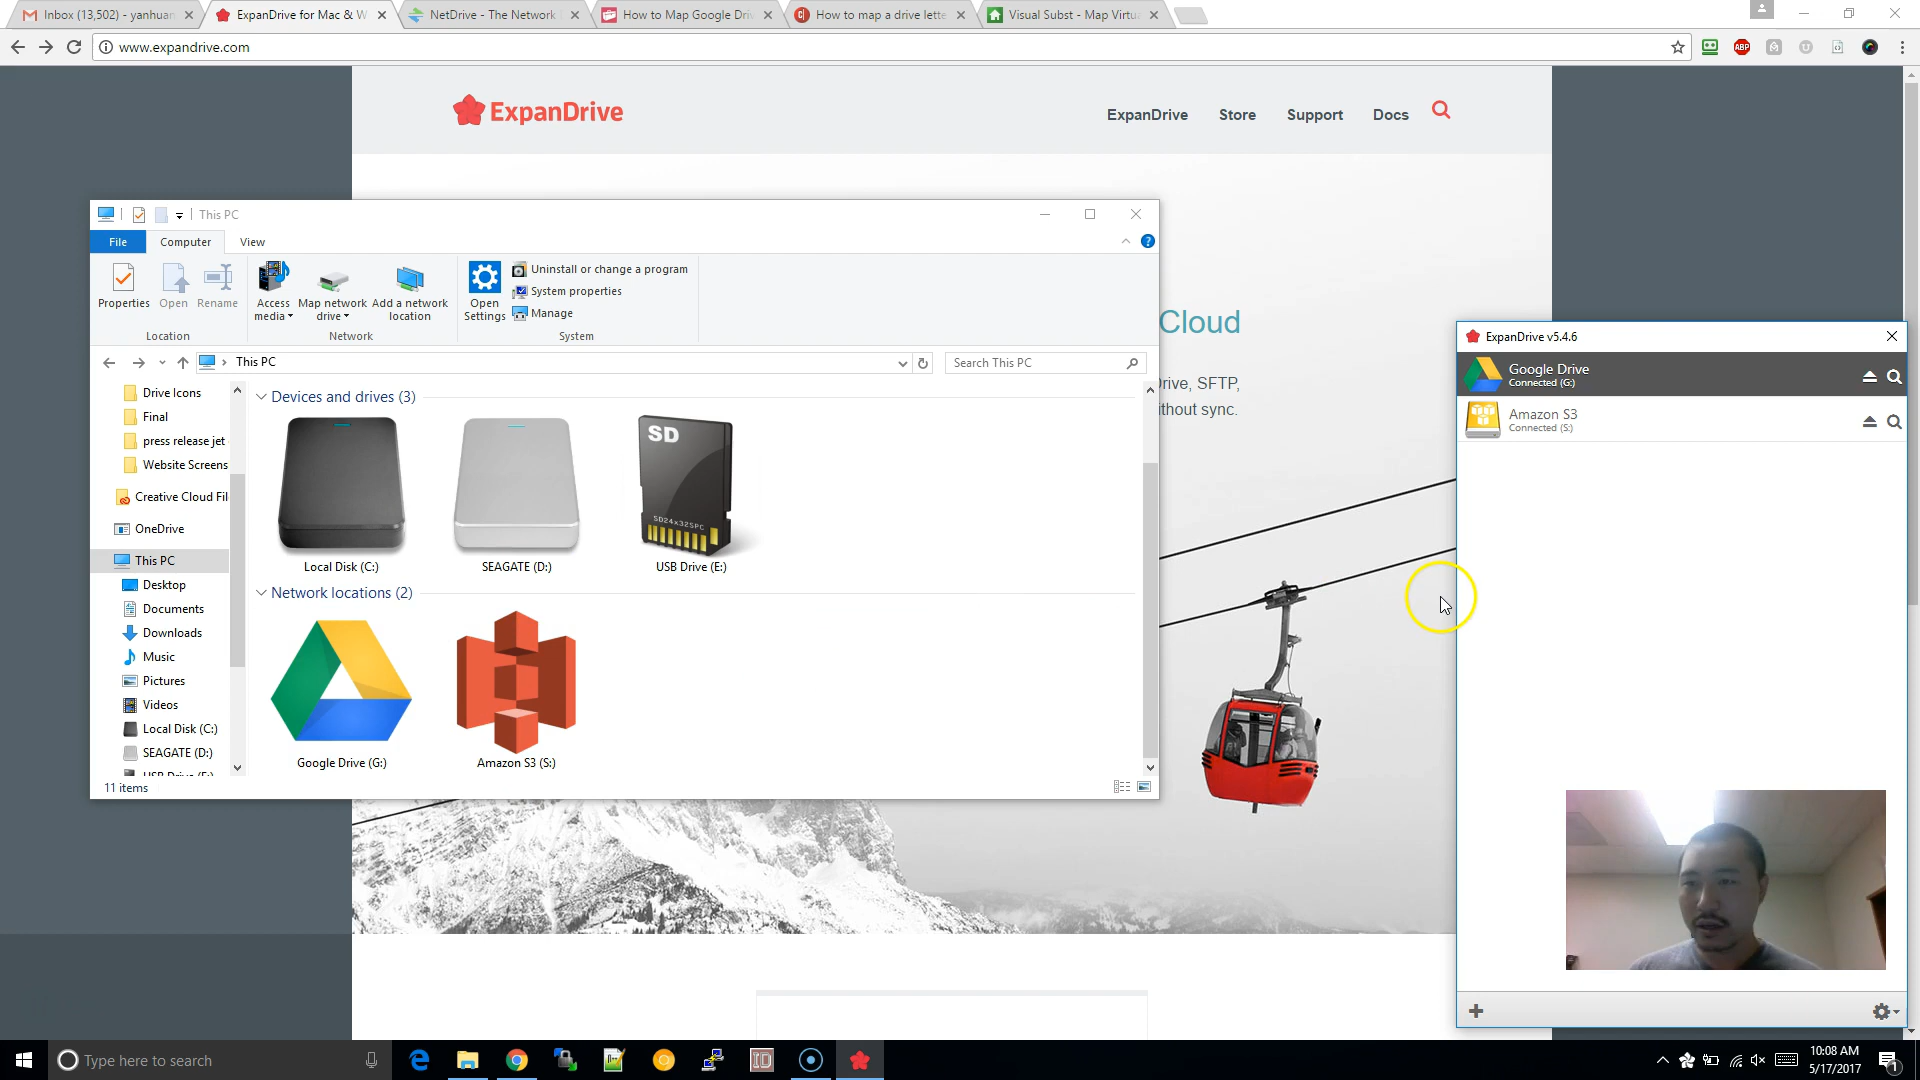 Inbox (13,502) - yanhuan
ExpanDrive for Mac & W
NetDrive - The Network
How to Map Google Driv
How to map a drive lette
Visual Subst - Map Virtu
www.expandrive.com
ABP
ExpanDrive
ExpanDrive
Store
Support
Docs
Cloud
Drive, SFTP,
ithout sync.
This PC
File
Computer
View
Properties
Open
Rename
Access media
Map network drive
Add a network location
Open Settings
Uninstall or change a program
System properties
Manage
Location
Network
System
This PC
Search This PC
Drive Icons
Final
press release jet
Website Screens
Creative Cloud Fil
OneDrive
This PC
Desktop
Documents
Downloads
Music
Pictures
Videos
Local Disk (C:)
SEAGATE (D:)
Devices and drives (3)
SD
SD24x32SPC
Local Disk (C:)
SEAGATE (D:)
USB Drive (E:)
Network locations (2)
Google Drive (G:)
Amazon S3 (S:)
11 items
ExpanDrive v5.4.6
Google Drive
Connected (G:)
Amazon S3
Connected (S:)
Type here to search
10:08 AM
5/17/2017
1